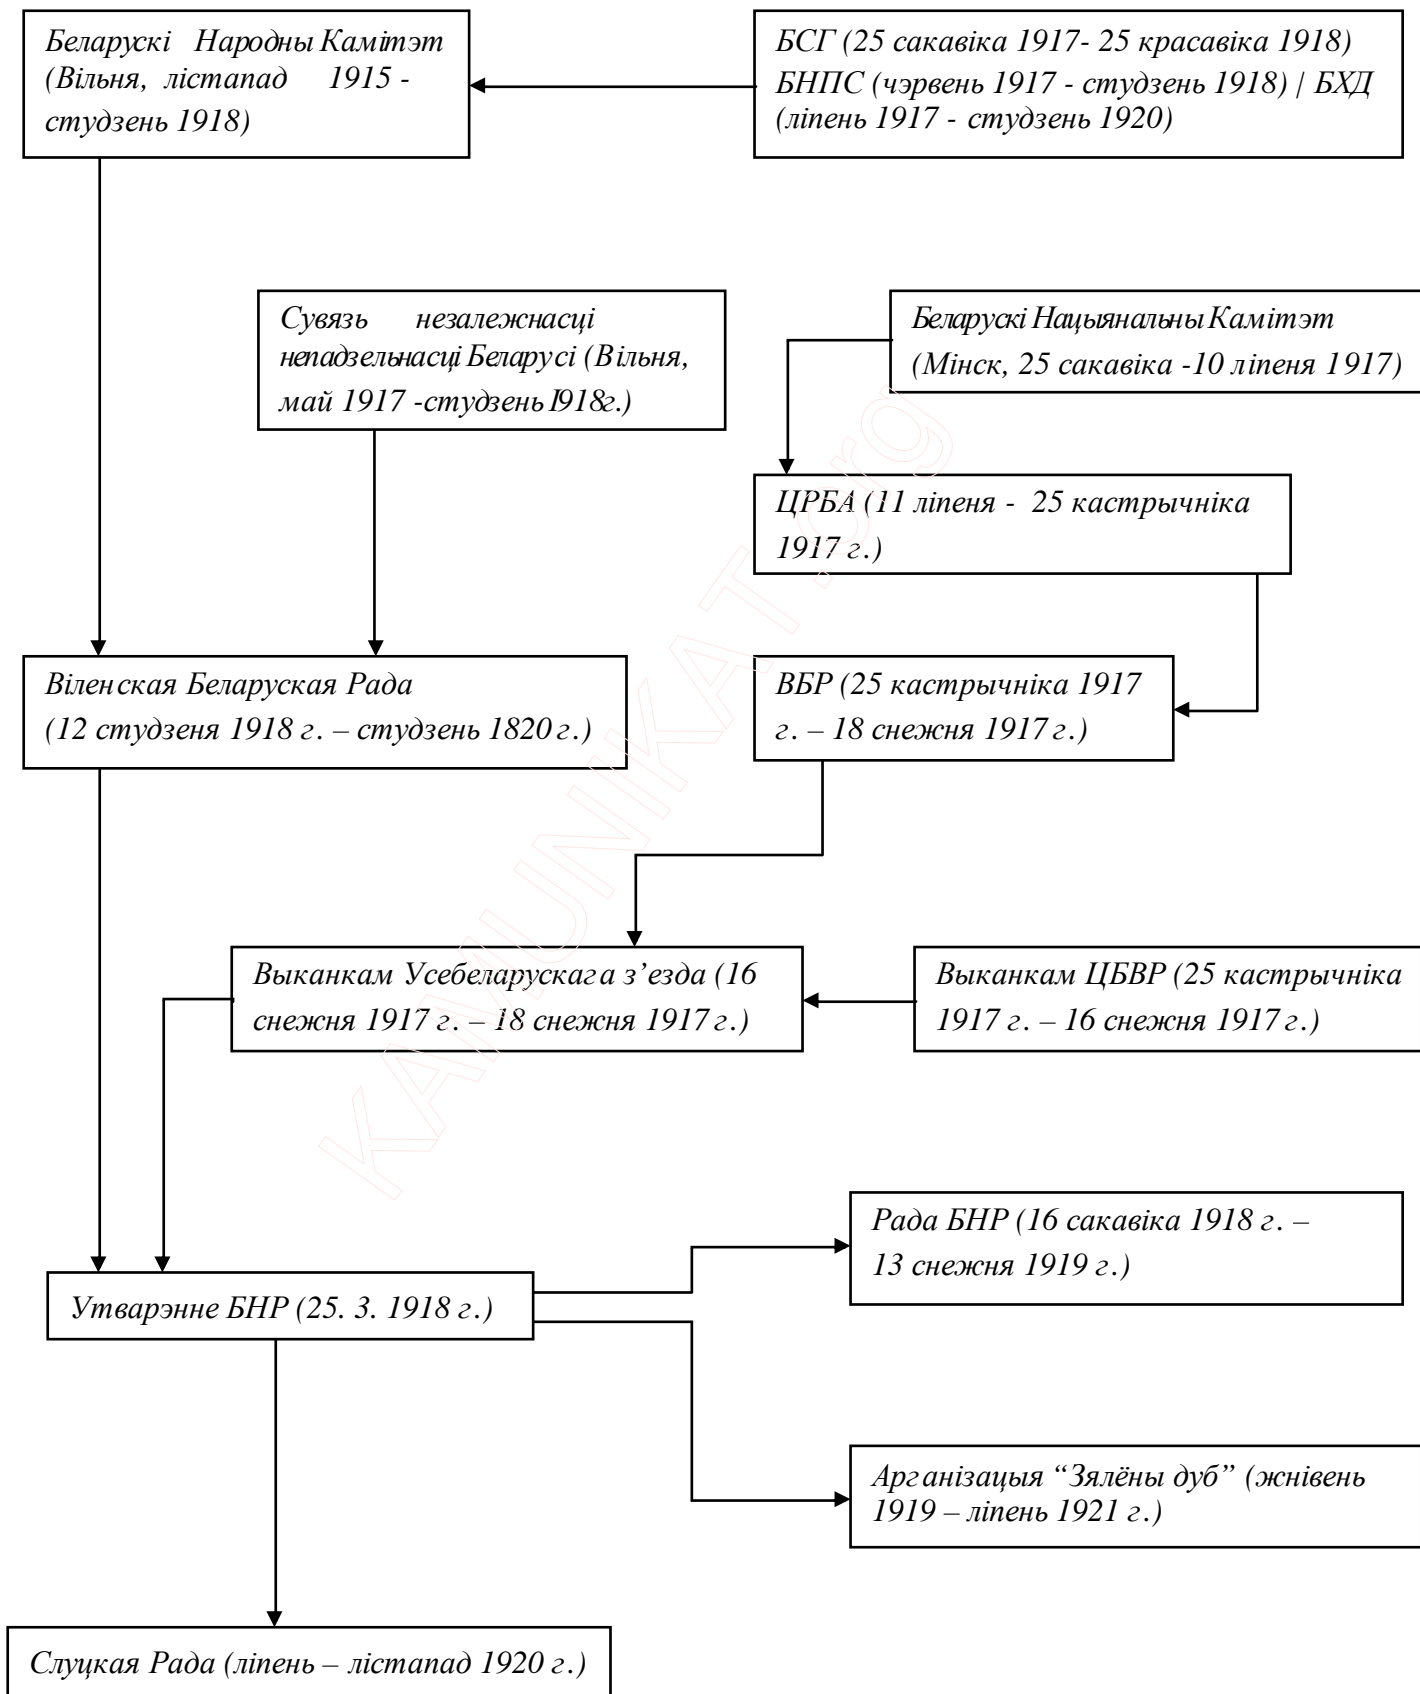 Беларускі Народны Камітэт
(Вільня, лістапад 1915 -
студзень 1918)
БСГ (25 сакавіка 1917- 25 красавіка 1918)
БНПС (чэрвень 1917 - студзень 1918) | БХД
(ліпень 1917 - студзень 1920)
Сувязь незалежнасці
непадзельнасці Беларусі (Вільня,
май 1917 -студзень 1918г.)
Беларускі Нацыянальны Камітэт
(Мінск, 25 сакавіка -10 ліпеня 1917)
ЦРБА (11 ліпеня - 25 кастрычніка
1917 г.)
Віленская Беларуская Рада
(12 студзеня 1918 г. – студзень 1820 г.)
ВБР (25 кастрычніка 1917
г. – 18 снежня 1917 г.)
Выканкам Усебеларускага з’езда (16
снежня 1917 г. – 18 снежня 1917 г.)
Выканкам ЦБВР (25 кастрычніка
1917 г. – 16 снежня 1917 г.)
Рада БНР (16 сакавіка 1918 г. –
13 снежня 1919 г.)
Утварэнне БНР (25. 3. 1918 г.)
Арганізацыя “Зялёны дуб” (жнівень
1919 – ліпень 1921 г.)
Слуцкая Рада (ліпень – лістапад 1920 г.)
KAMUNIKAT.org